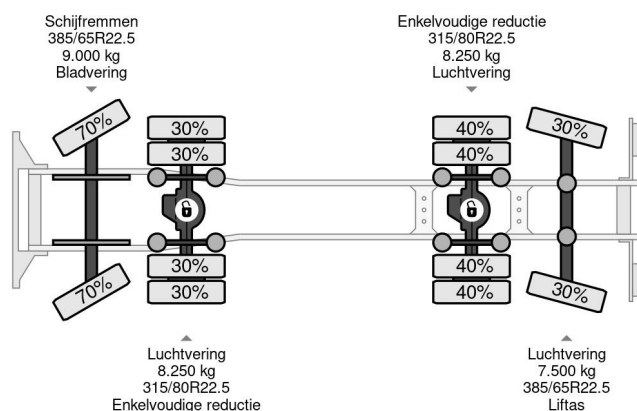 Schijfremmen
385/65R22.5
9.000 kg
Bladvering
Enkelvoudige reductie
315/80R22.5
8.250 kg
Luchtvering
70%
30%
30%
40%
40%
30%
70%
30%
30%
40%
40%
30%
Luchtvering
8.250 kg
315/80R22.5
Enkelvoudige reductie
Luchtvering
7.500 kg
385/65R22.5
Liftas